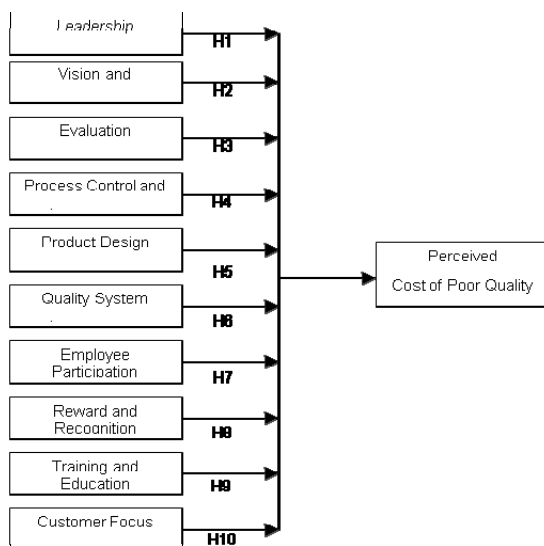 Leadership
H1
Vision and
H2
Evaluation
H3
Process Control and
H4
Product Design
H5
Quality System
H6
Employee
Participation
H7
Reward and
Recognition
H8
Training and
Education
H9
Customer Focus
H10
Perceived
Cost of Poor Quality